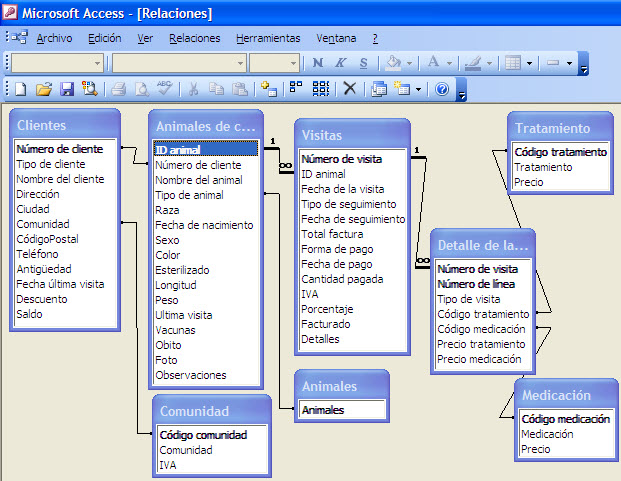 Microsoft Access - [Relaciones]
Archivo Edición Ver Relaciones Herramientas Ventana ?
N K S A
ABC
Clientes
Número de cliente
Tipo de cliente
Nombre del cliente
Dirección
Ciudad
Comunidad
CódigoPostal
Teléfono
Antigüedad
Fecha última visita
Descuento
Saldo
Animales de c...
ID animal
Número de cliente
Nombre del animal
Tipo de animal
Raza
Fecha de nacimiento
Sexo
Color
Esterilizado
Longitud
Peso
Ultima visita
Vacunas
Obito
Foto
Observaciones
1
∞
Visitas
Número de visita
ID animal
Fecha de la visita
Tipo de seguimiento
Fecha de seguimiento
Total factura
Forma de pago
Fecha de pago
Cantidad pagada
IVA
Porcentaje
Facturado
Detalles
1
∞
Tratamiento
Código tratamiento
Tratamiento
Precio
Detalle de la...
Número de visita
Número de línea
Tipo de visita
Código tratamiento
Código medicación
Precio tratamiento
Precio medicación
Comunidad
Código comunidad
Comunidad
IVA
Animales
Animales
Medicación
Código medicación
Medicación
Precio